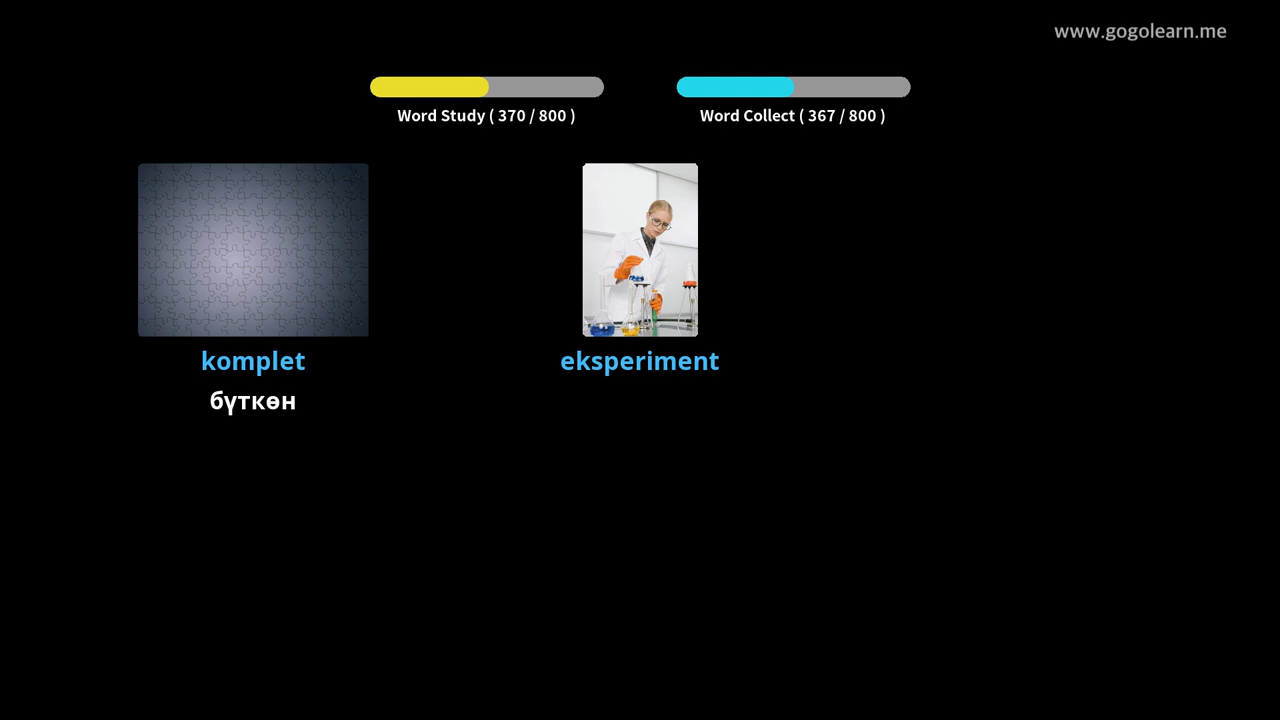 www.gogolearn.me
Word Study ( 370 / 800 )
Word Collect ( 367 / 800 )
komplet
eksperiment
бүткөн